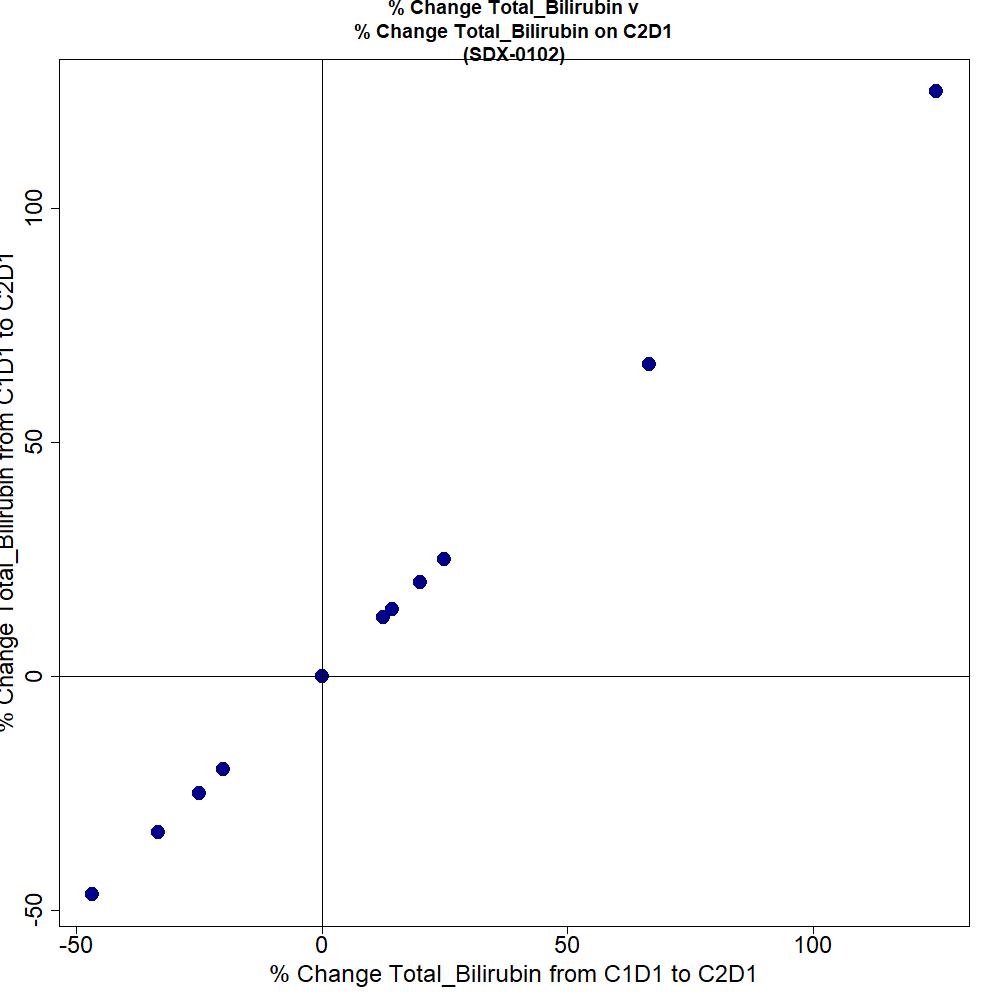 % Change Total_Bilirubin v
% Change Total_Bilirubin on C2D1
(SDX-0102)
% Change Total_Bilirubin from C1D1 to C2D1
100
50
0
-50
-50 0 50 100
% Change Total_Bilirubin from C1D1 to C2D1